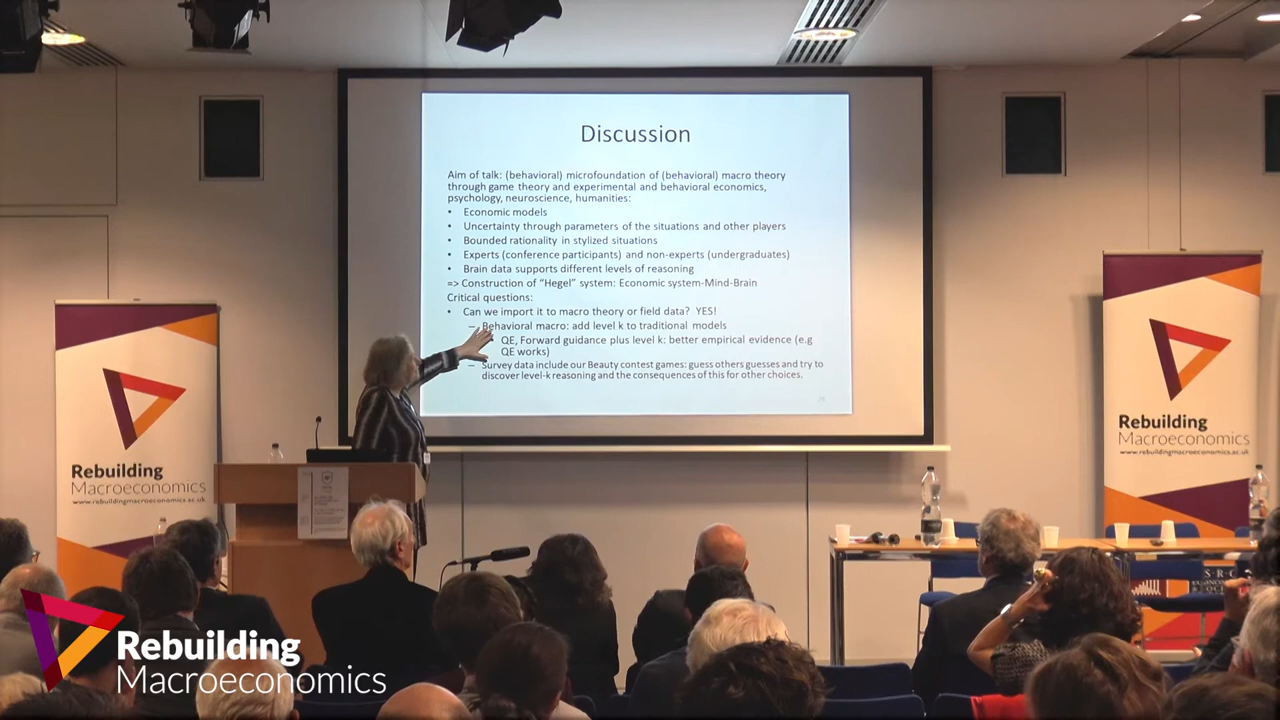 Discussion
Aim of talk: (behavioral) microfoundation of (behavioral) macro theory
through game theory and experimental and behavioral economics,
psychology, neuroscience, humanities:
• Economic models
• Uncertainty through parameters of the situations and other players
• Bounded rationality in stylized situations
• Experts (conference participants) and non-experts (undergraduates)
• Brain data supports different levels of reasoning
=> Construction of “Hegel” system: Economic system-Mind-Brain
Critical questions:
• Can we import it to macro theory or field data? YES!
– Behavioral macro: add level k to traditional models
QE, Forward guidance plus level k: better empirical evidence (e.g
QE works)
– Survey data include our Beauty contest games: guess others guesses and try to
discover level-k reasoning and the consequences of this for other choices.
Rebuilding
Macroeconomics
www.rebuildingmacroeconomics.ac.uk
Rebuilding
Macroeconomics
www.rebuildingmacroeconomics.ac.uk
Rebuilding
Macroeconomics